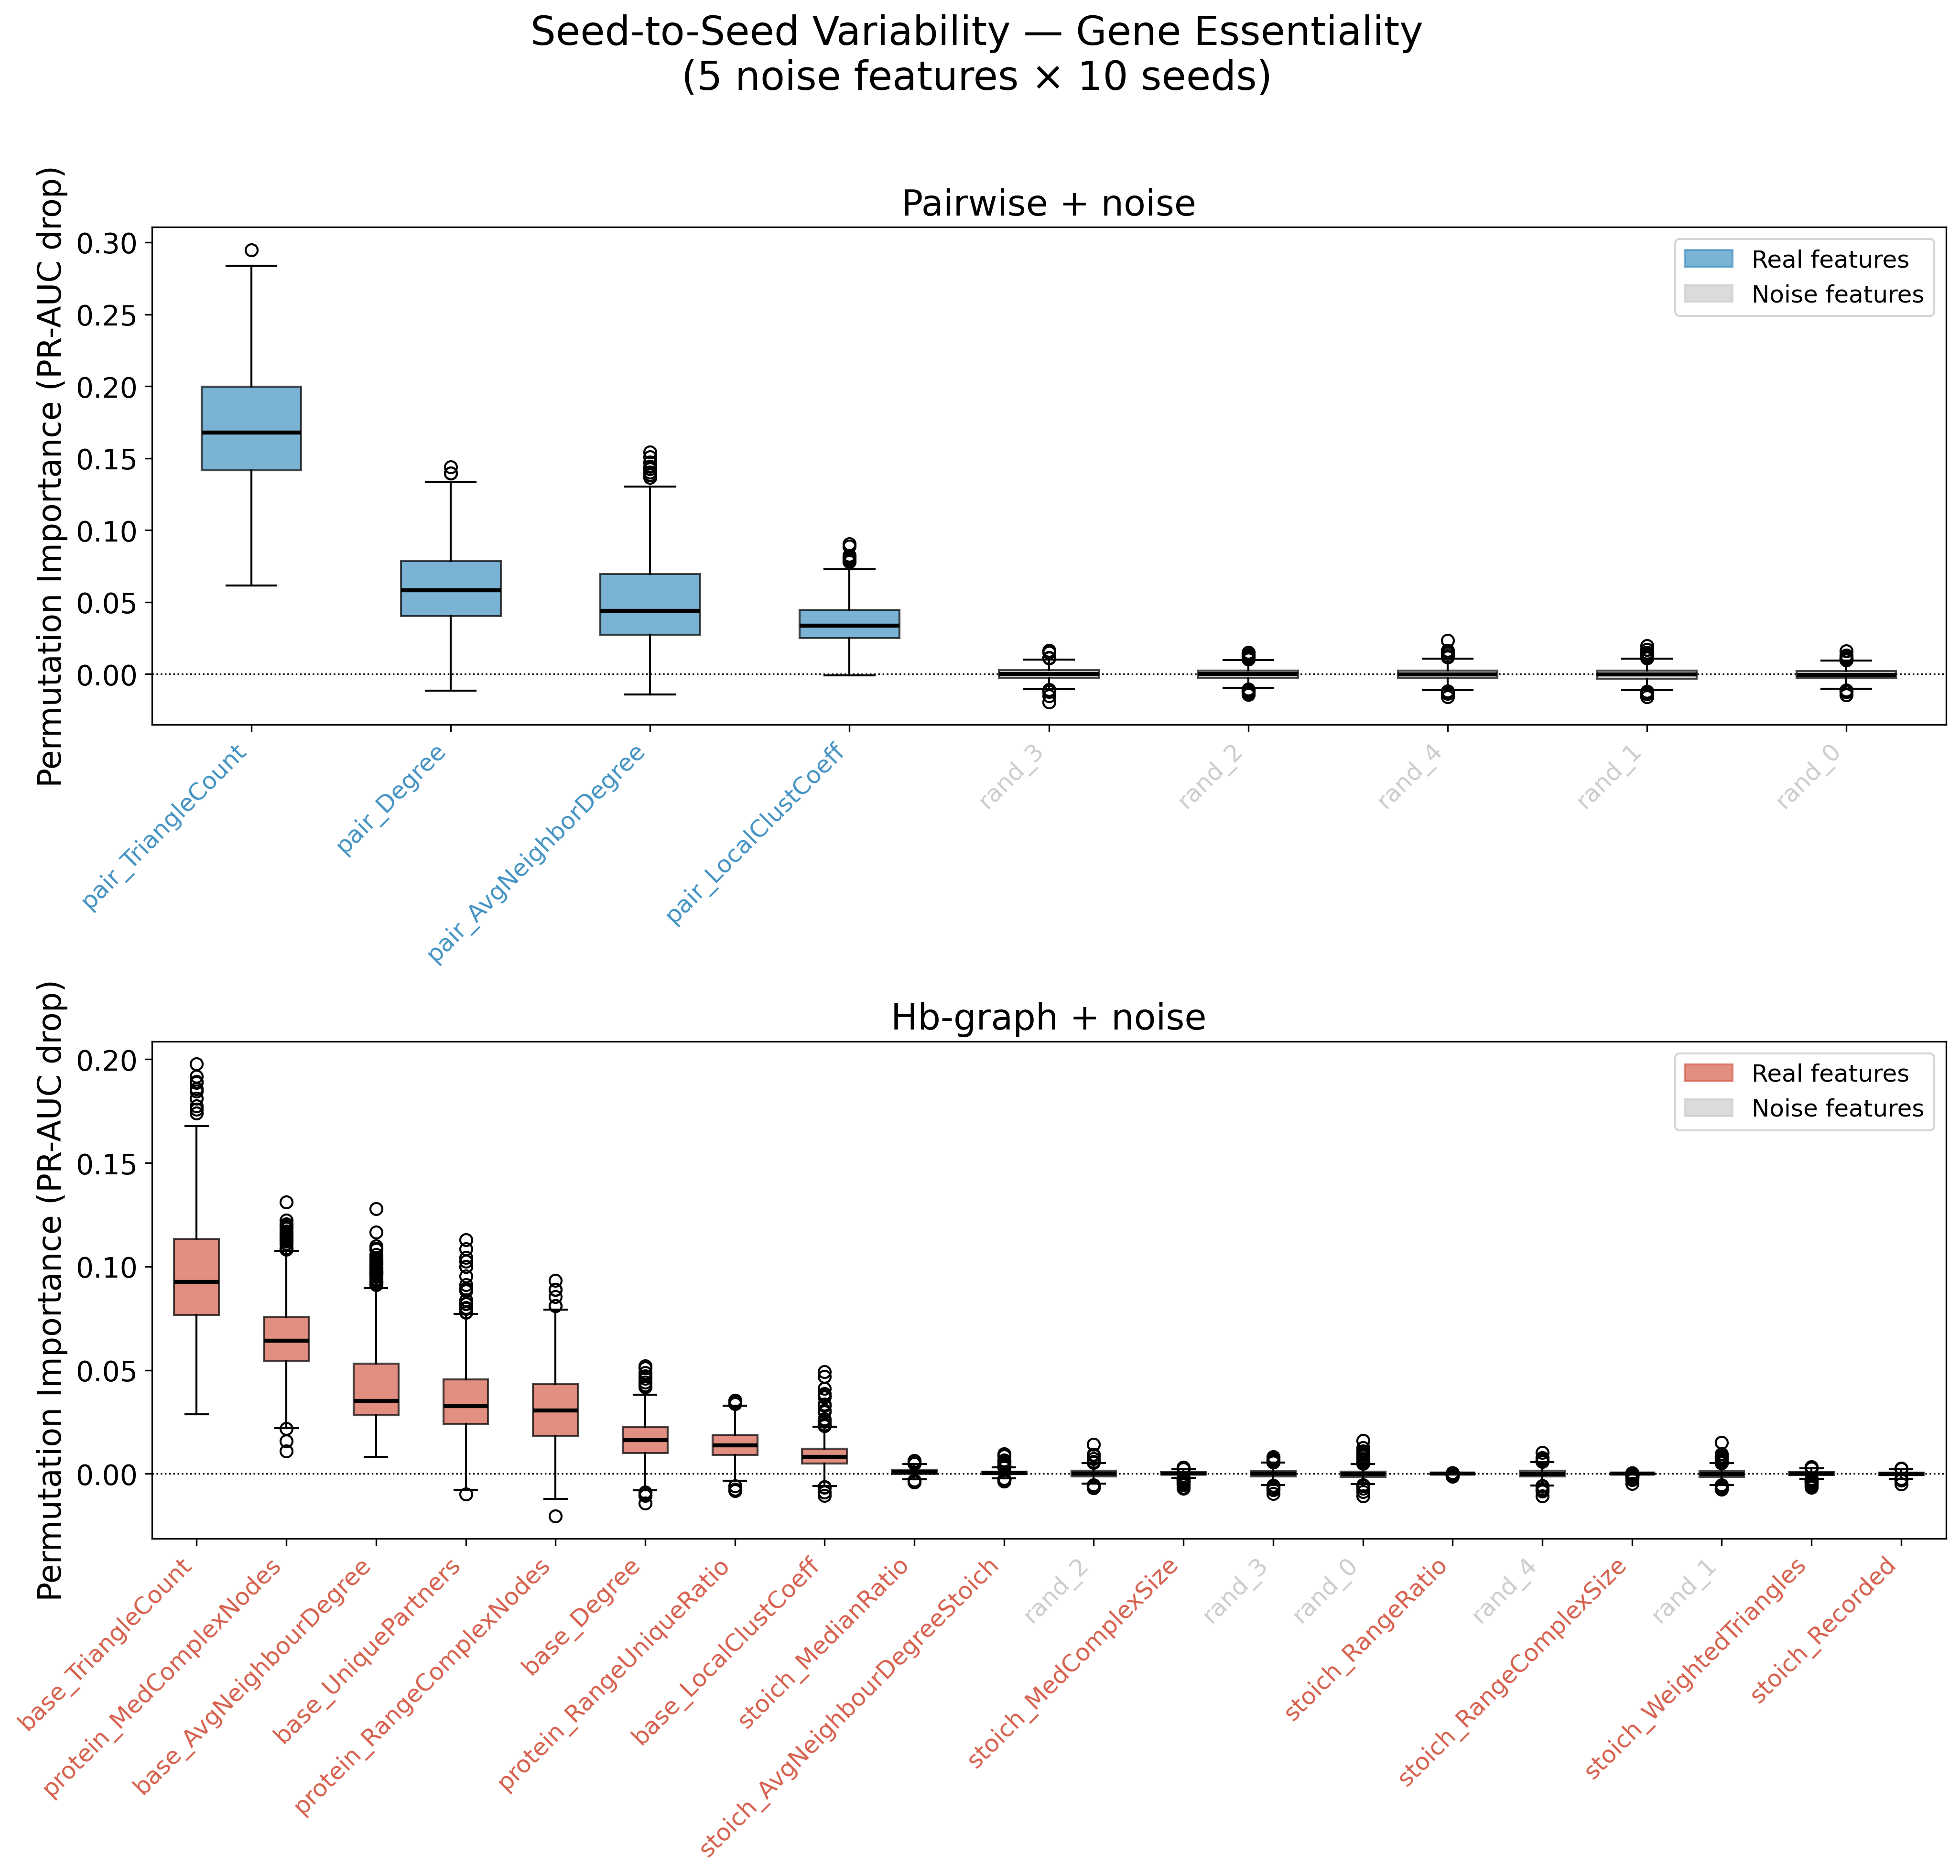 Seed-to-Seed Variability — Gene Essentiality
(5 noise features × 10 seeds)
Pairwise + noise
Permutation Importance (PR-AUC drop)
0.30
0.25
0.20
0.15
0.10
0.05
0.00
Real features
Noise features
pair_TriangleCount
pair_Degree
pair_AvgNeighborDegree
pair_LocalClustCoeff
rand_3
rand_2
rand_4
rand_1
rand_0
Hb-graph + noise
Permutation Importance (PR-AUC drop)
0.20
0.15
0.10
0.05
0.00
Real features
Noise features
base_TriangleCount
protein_MedComplexNodes
base_AvgNeighbourDegree
base_UniquePartners
protein_RangeComplexNodes
base_Degree
protein_RangeUniqueRatio
base_LocalClustCoeff
stoich_MedianRatio
stoich_AvgNeighbourDegreeStoich
rand_2
stoich_MedComplexSize
rand_3
rand_0
stoich_RangeRatio
rand_4
stoich_RangeComplexSize
rand_1
stoich_WeightedTriangles
stoich_Recorded